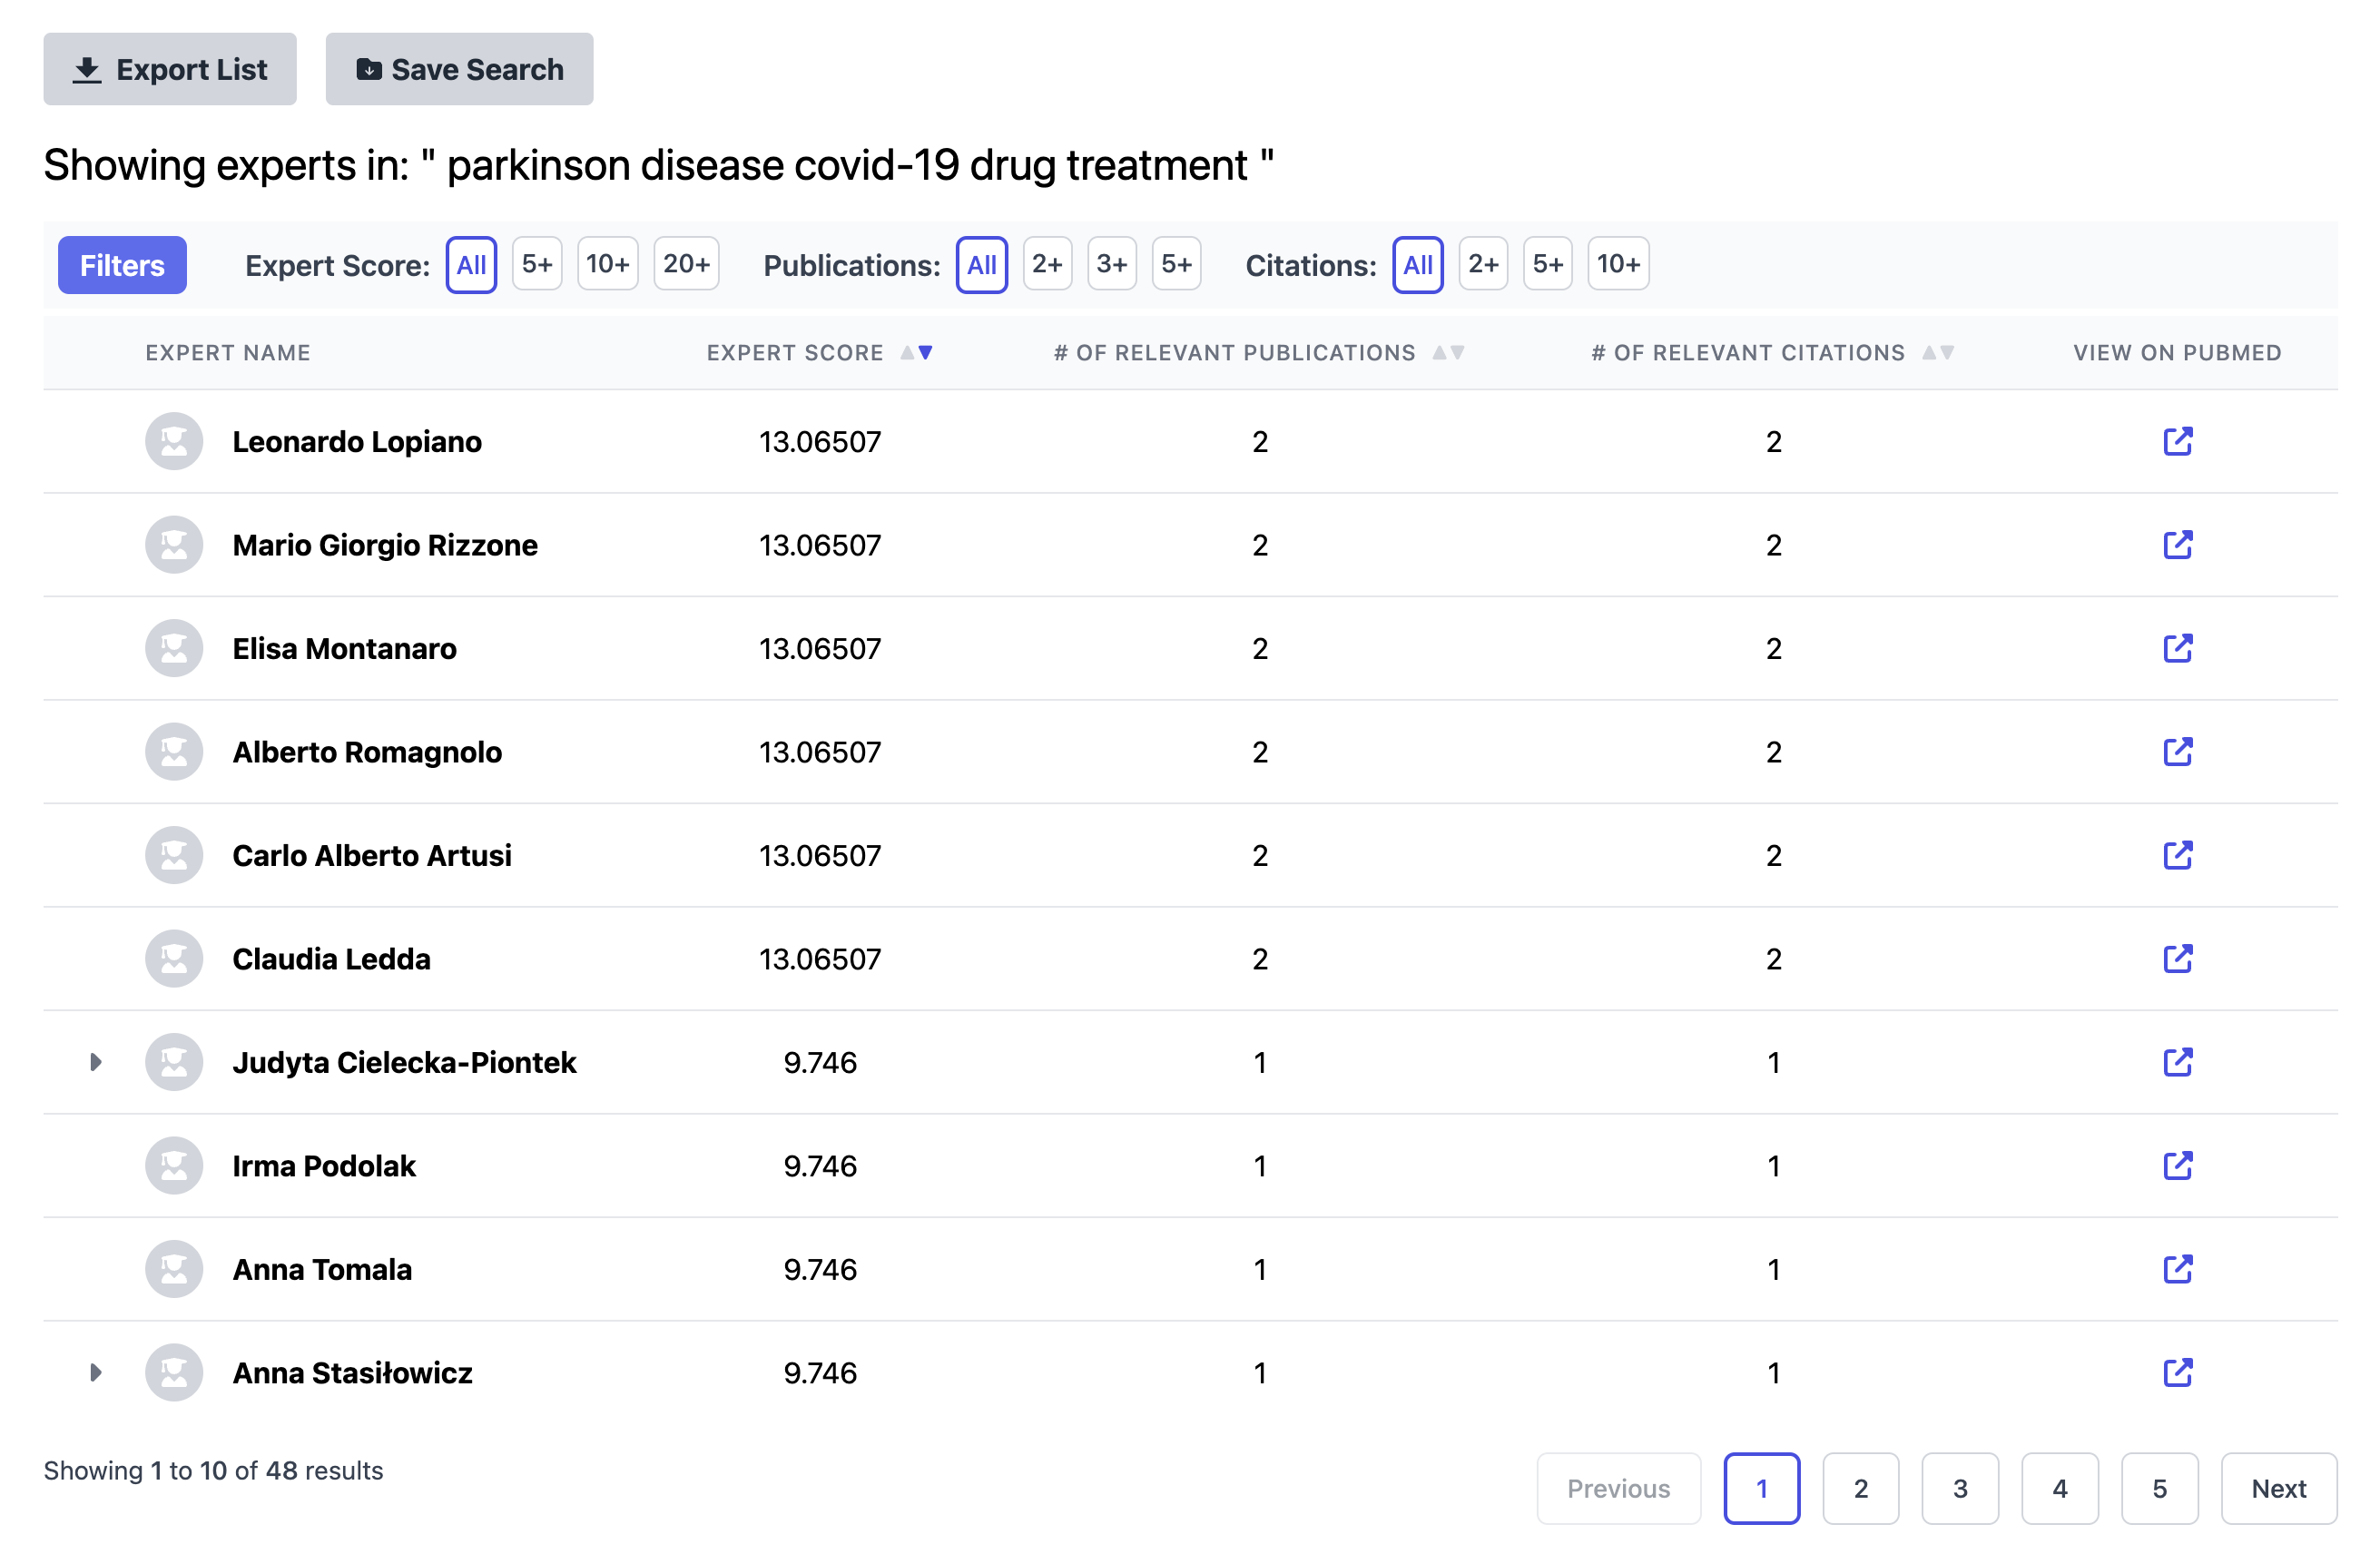 Export List Save Search
Showing experts in: " parkinson disease covid-19 drug treatment "
Filters Expert Score: All 5+ 10+ 20+ Publications: All 2+ 3+ 5+ Citations: All 2+ 5+ 10+
EXPERT NAME EXPERT SCORE # OF RELEVANT PUBLICATIONS # OF RELEVANT CITATIONS VIEW ON PUBMED
Leonardo Lopiano 13.06507 2 2
Mario Giorgio Rizzone 13.06507 2 2
Elisa Montanaro 13.06507 2 2
Alberto Romagnolo 13.06507 2 2
Carlo Alberto Artusi 13.06507 2 2
Claudia Ledda 13.06507 2 2
Judyta Cielecka-Piontek 9.746 1 1
Irma Podolak 9.746 1 1
Anna Tomala 9.746 1 1
Anna Stasiłowicz 9.746 1 1
Showing 1 to 10 of 48 results Previous 1 2 3 4 5 Next